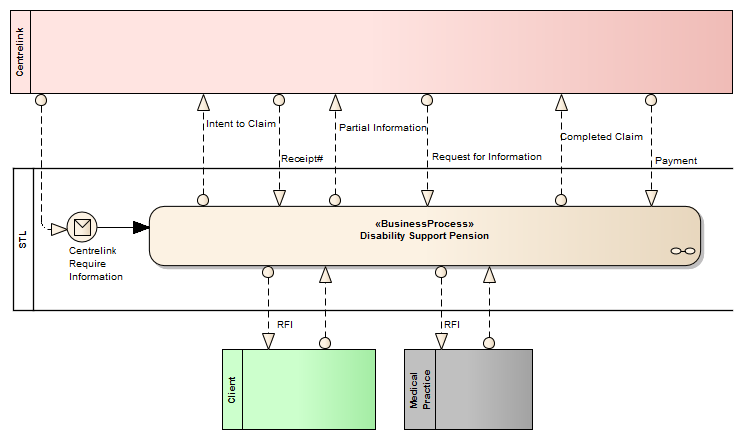 Centrelink
Intent to Claim
Partial Information
Completed Claim
Receipt#
Request for Information
Payment
STL
«BusinessProcess»
Disability Support Pension
Centrelink
Require
Information
RFI
RFI
Client
Medical
Practice